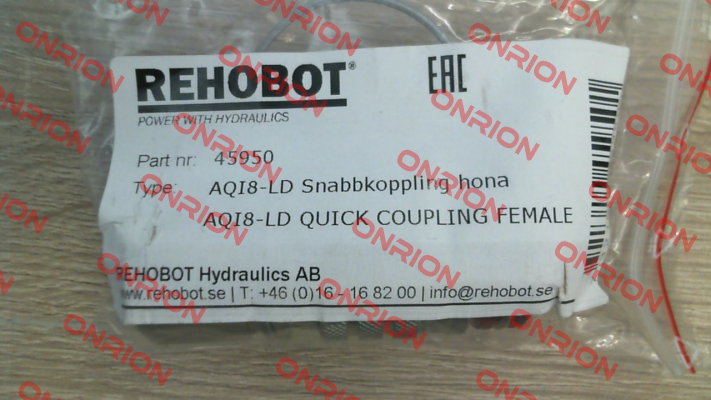 REHOBOT®
EAC
POWER WITH HYDRAULICS
Part nr: 45950
Type: AQI8-LD Snabbkoppling hona
AQI8-LD QUICK COUPLING FEMALE
REHOBOT Hydraulics AB
www.rehobot.se | T: +46 (0)16 - 16 82 00 | info@rehobot.se
ONRION